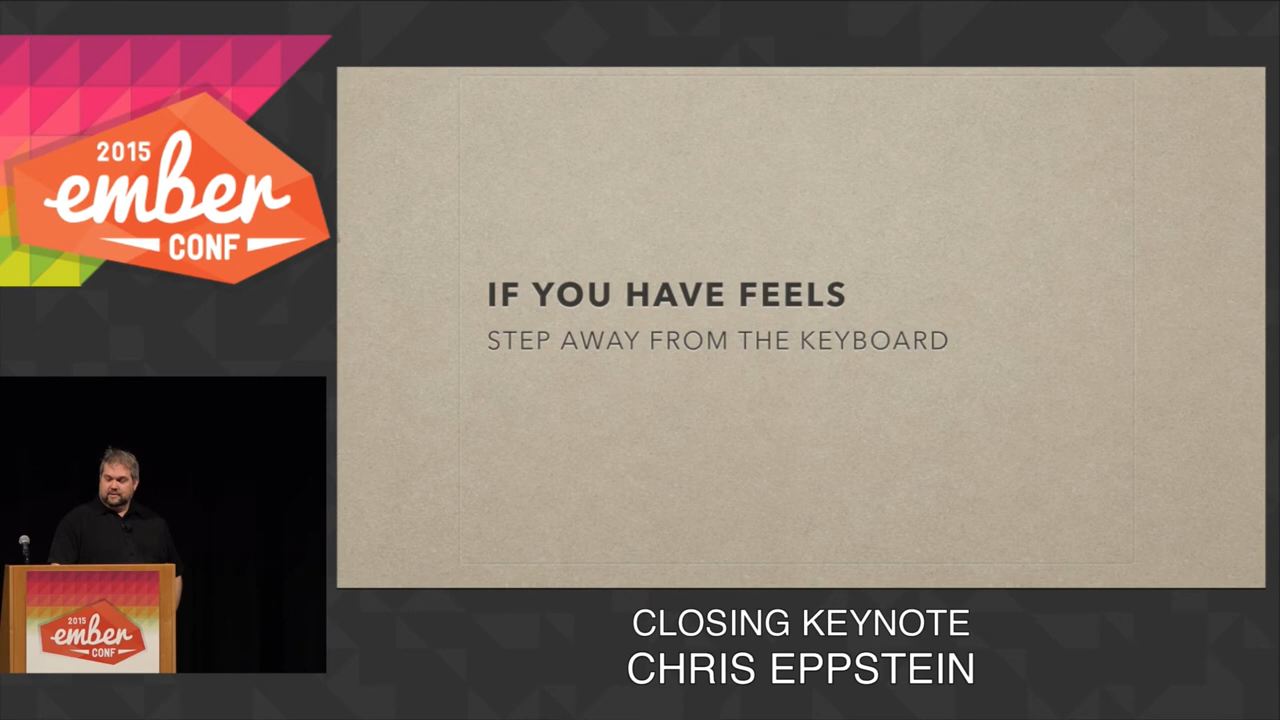 2015
ember
CONF
IF YOU HAVE FEELS
STEP AWAY FROM THE KEYBOARD
2015
ember
CONF
CLOSING KEYNOTE
CHRIS EPPSTEIN